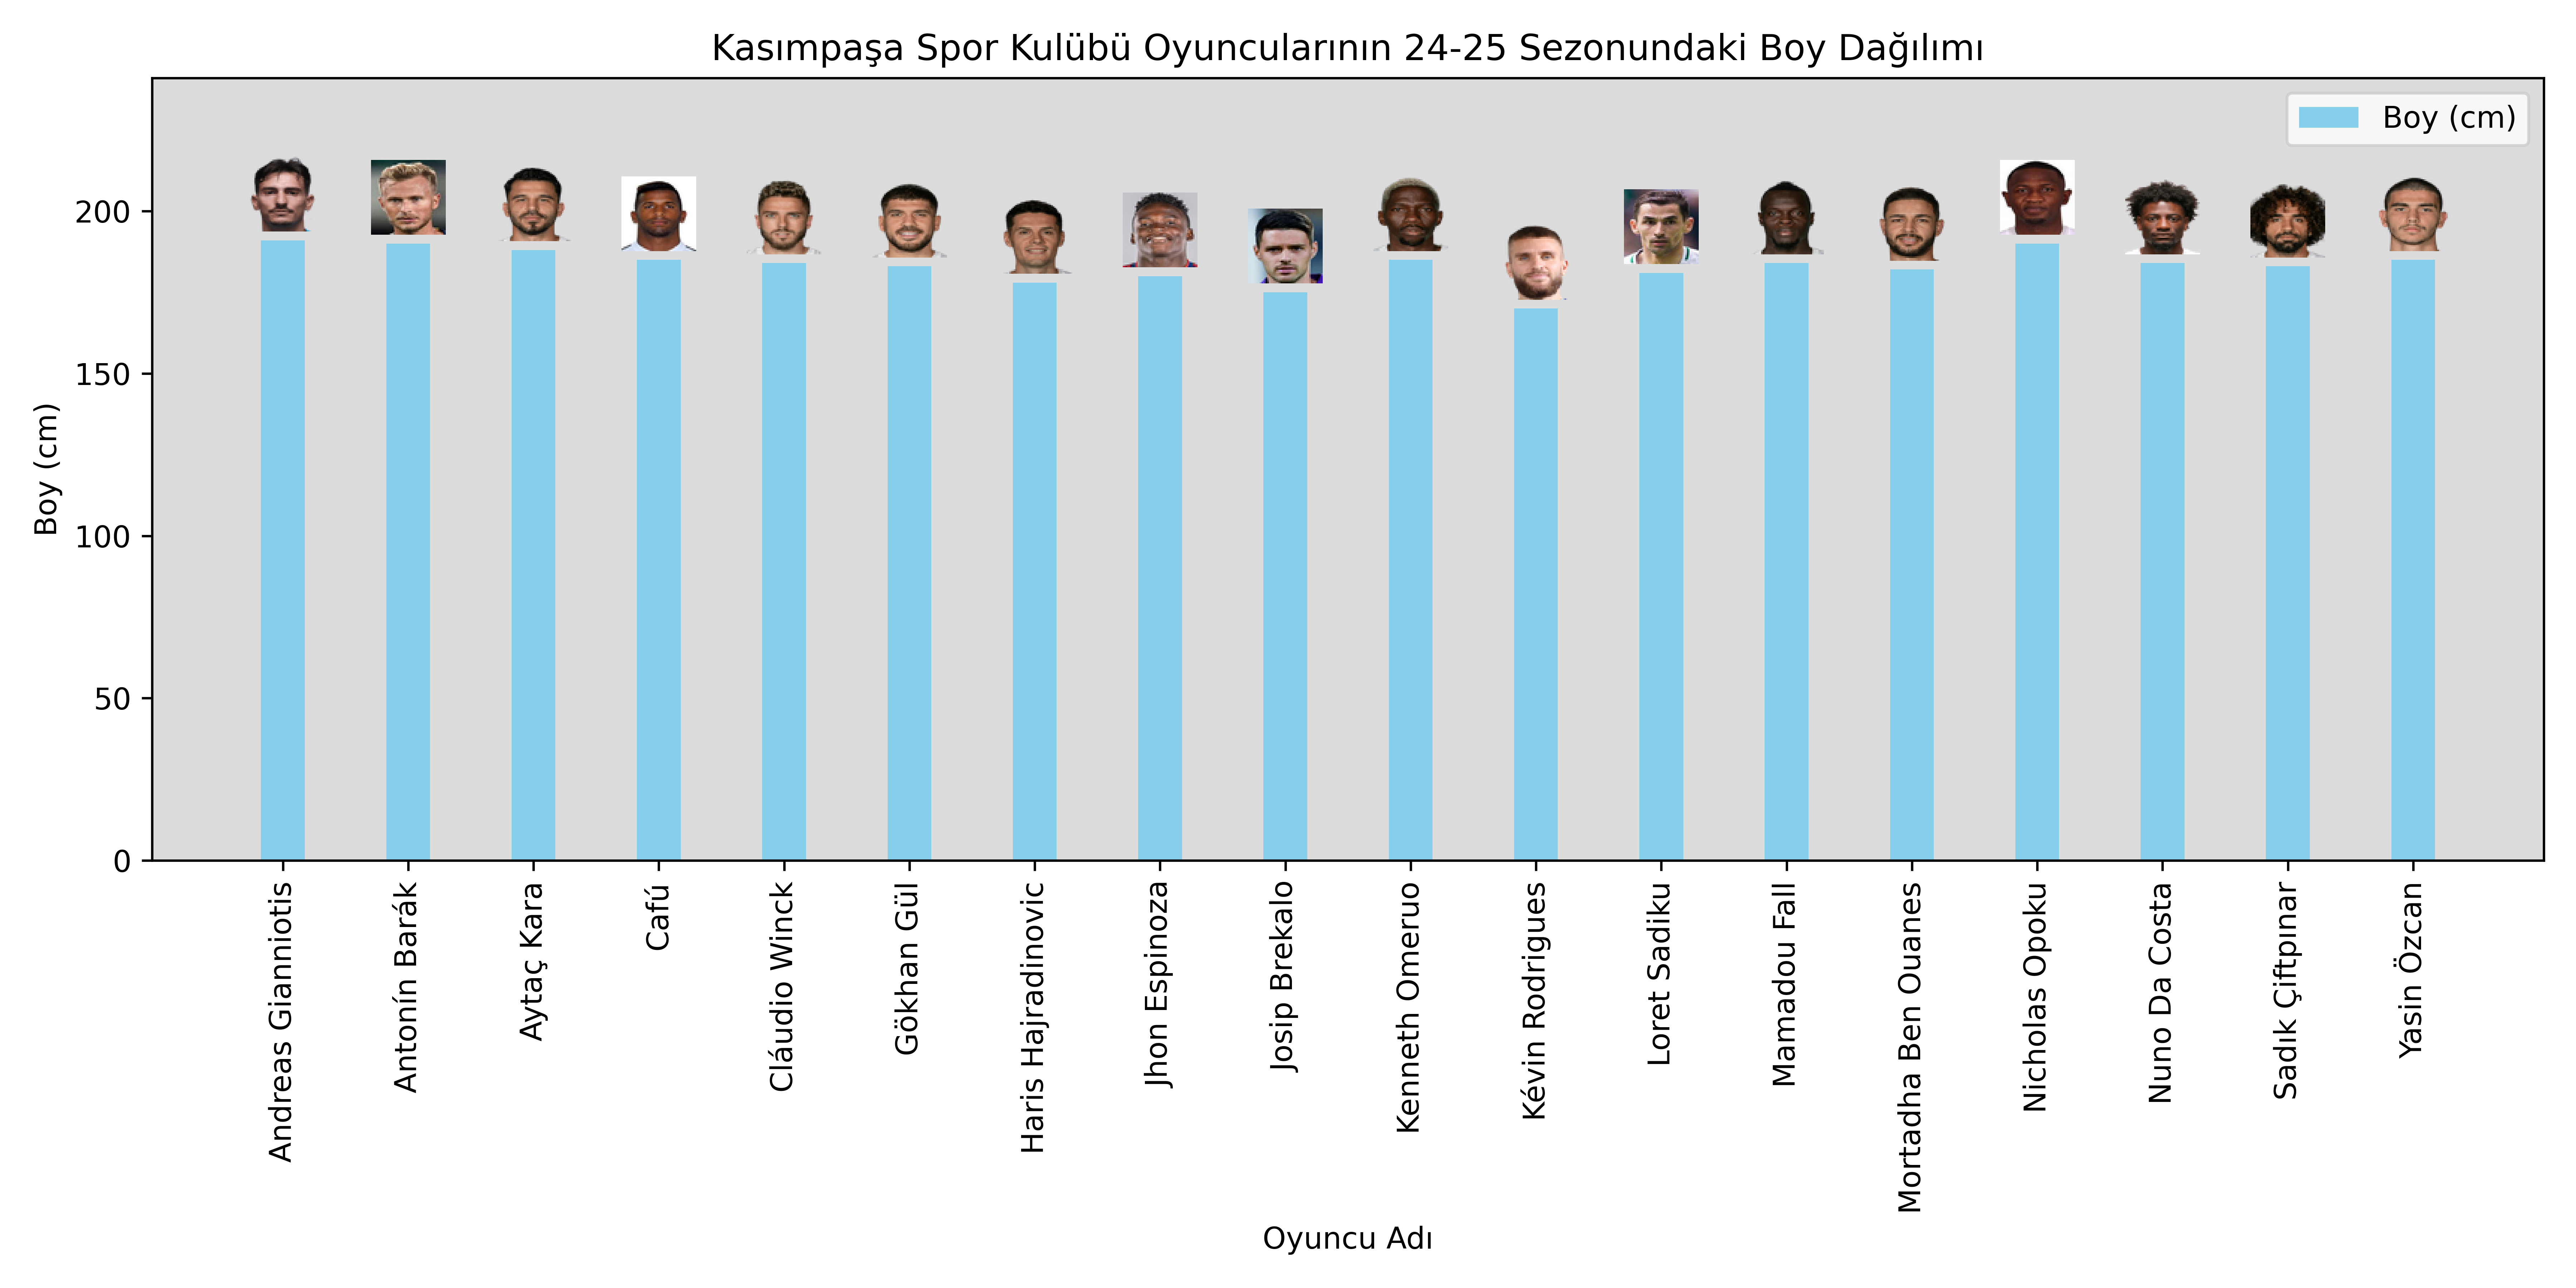 Kasımpaşa Spor Kulübü Oyuncularının 24-25 Sezonundaki Boy Dağılımı
Boy (cm)
Boy (cm)
200
150
100
50
0
Andreas Gianniotis
Antonín Barák
Aytaç Kara
Cafú
Cláudio Winck
Gökhan Gül
Haris Hajradinovic
Jhon Espinoza
Josip Brekalo
Kenneth Omeruo
Kévin Rodrigues
Loret Sadiku
Mamadou Fall
Mortadha Ben Ouanes
Nicholas Opoku
Nuno Da Costa
Sadık Çiftpınar
Yasin Özcan
Oyuncu Adı